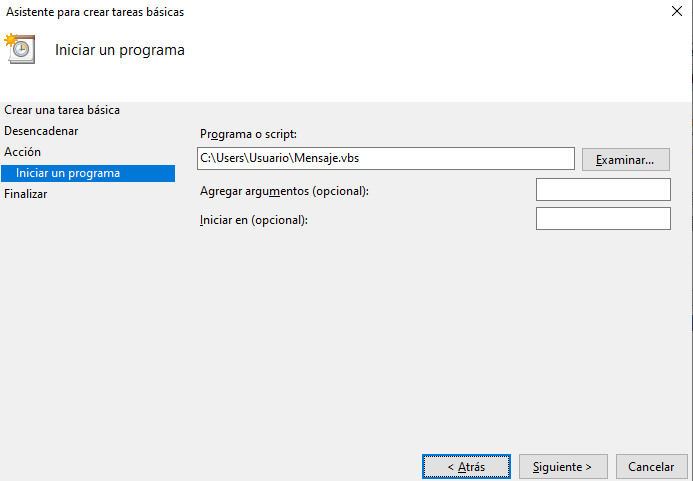 Asistente para crear tareas básicas
Iniciar un programa
Crear una tarea básica
Desencadenar
Acción
Iniciar un programa
Finalizar
Programa o script:
C:\Users\Usuario\Mensaje.vbs
Examinar...
Agregar argumentos (opcional):
Iniciar en (opcional):
< Atrás
Siguiente >
Cancelar